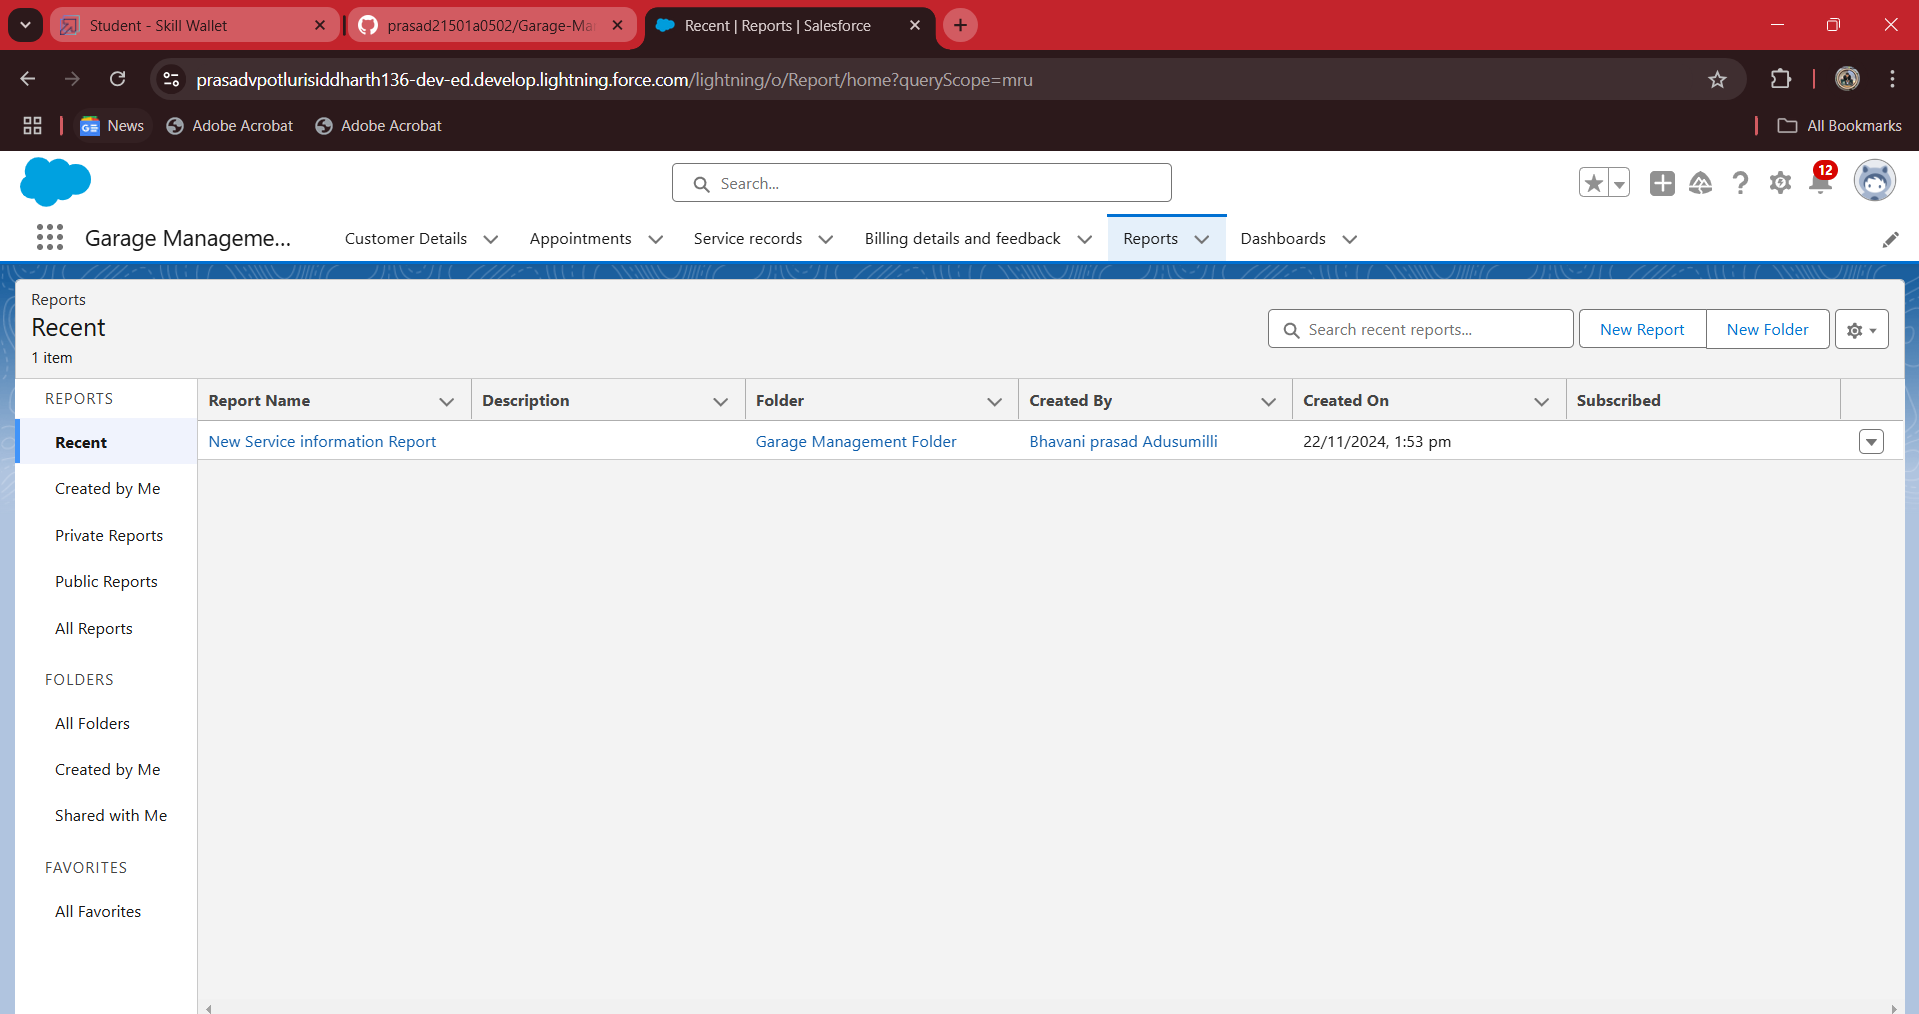 Student - Skill Wallet
prasad21501a0502/Garage-Ma
Recent | Reports | Salesforce
prasadvpotlurisiddharth136-dev-ed.develop.lightning.force.com/lightning/o/Report/home?queryScope=mru
News
Adobe Acrobat
Adobe Acrobat
All Bookmarks
Search...
12
Garage Manageme...
Customer Details
Appointments
Service records
Billing details and feedback
Reports
Dashboards
Reports
Recent
1 item
Search recent reports...
New Report
New Folder
REPORTS
Report Name
Description
Folder
Created By
Created On
Subscribed
Recent
New Service information Report
Garage Management Folder
Bhavani prasad Adusumilli
22/11/2024, 1:53 pm
Created by Me
Private Reports
Public Reports
All Reports
FOLDERS
All Folders
Created by Me
Shared with Me
FAVORITES
All Favorites